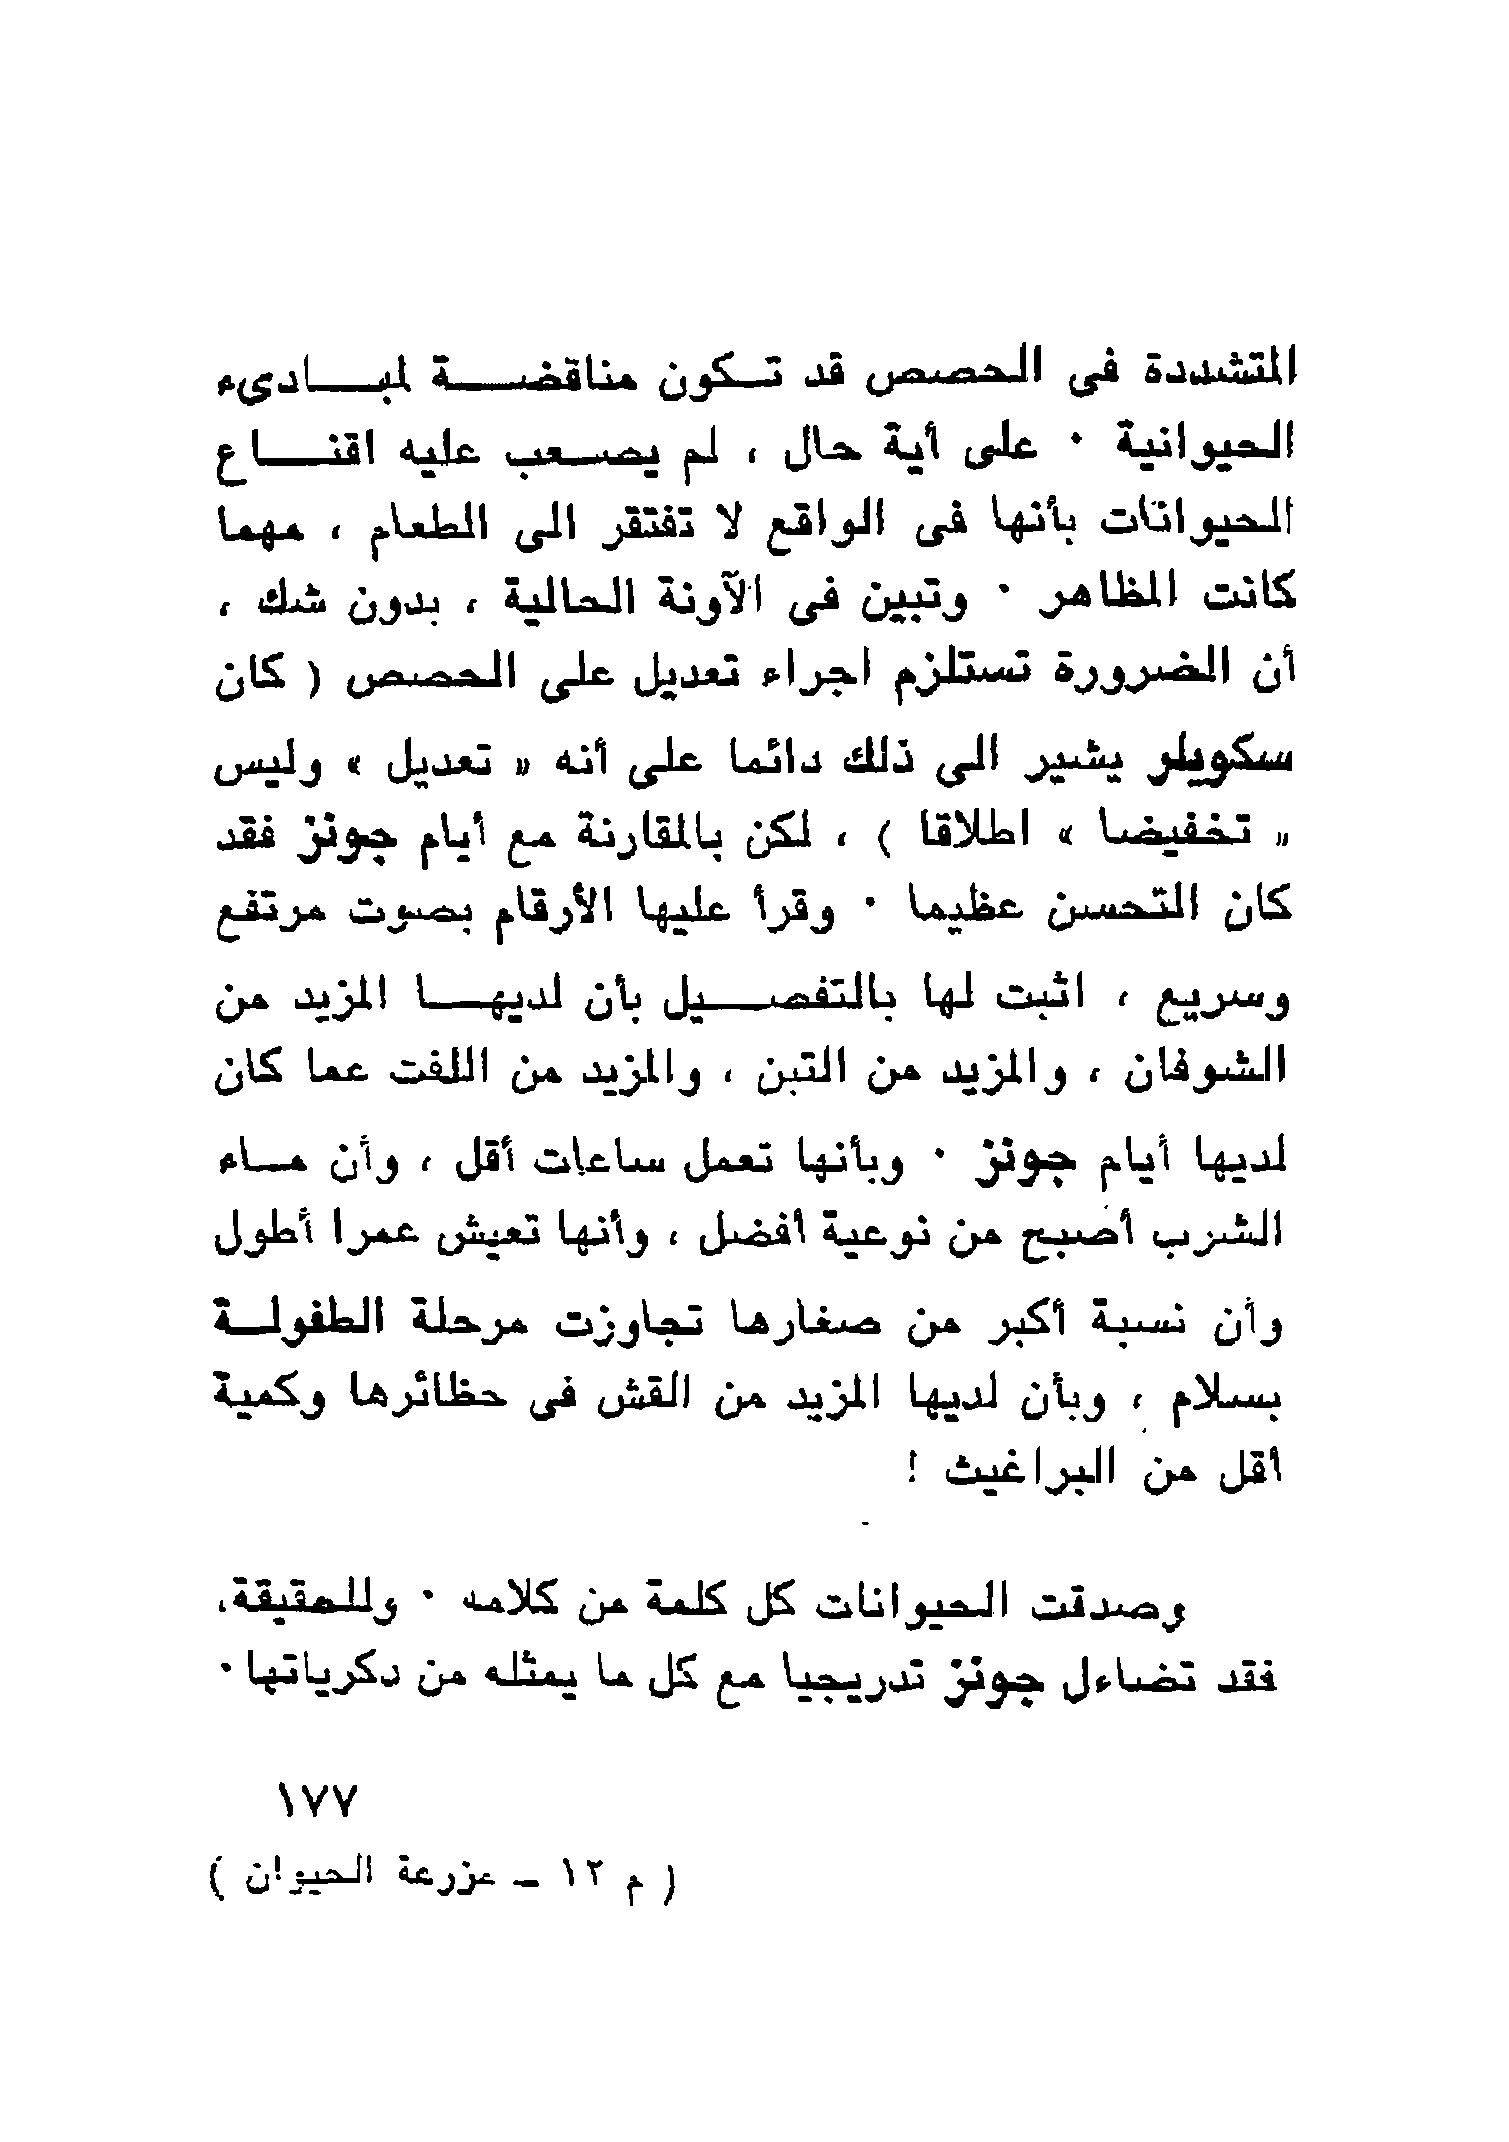 المتشددة فى الحصص قد تكون مناقضة لمبادىء
الحيوانية . على أية حال ، لم يصعب عليه اقناع
الحيوانات بأنها فى الواقع لا تفتقر الى الطعام ، مهما
كانت المظاهر . وتبين فى الآونة الحالية ، بدون شك ،
أن الضرورة تستلزم اجراء تعديل على الحصص ( كان
سكويلر يشير الى ذلك دائما على أنه « تعديل » وليس
« تخفيضا » اطلاقا ) ، لكن بالمقارنة مع أيام جونز فقد
كان التحسن عظيما . وقرأ عليها الأرقام بصوت مرتفع
وسريع ، اثبت لها بالتفصيل بأن لديها المزيد من
الشوفان ، والمزيد من التبن ، والمزيد من اللفت عما كان
لديها أيام جونز . وبأنها تعمل ساعات أقل ، وأن ماء
الشرب أصبح من نوعية أفضل ، وأنها تعيش عمرا أطول
وأن نسبة أكبر من صغارها تجاوزت مرحلة الطفولة
بسلام ، وبأن لديها المزيد من القش فى حظائرها وكمية
أقل من البراغيث !
وصدقت الحيوانات كل كلمة من كلامه . وللحقيقة،
فقد تضاءل جونز تدريجيا مع كل ما يمثله من دكرياتها .
١٧٧
( م ١٢ – مزرعة الحيوان )